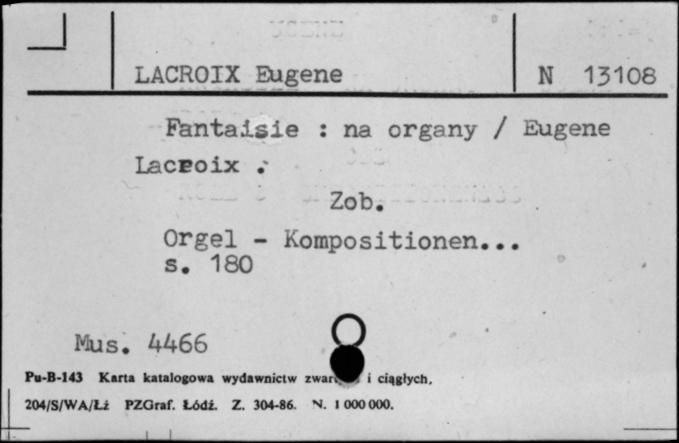 LACROIX Eugene N 13108
Fantaisie : na organy / Eugene
Lacroix .
Zob.
Orgel - Kompositionen...
s. 180
Mus. 4466
Pu-B-143 Karta katalogowa wydawnictw i ciągłych.
204/S/WA/Łż PZGraf. Łódź. Z. 304-86. N. 1 000 000.